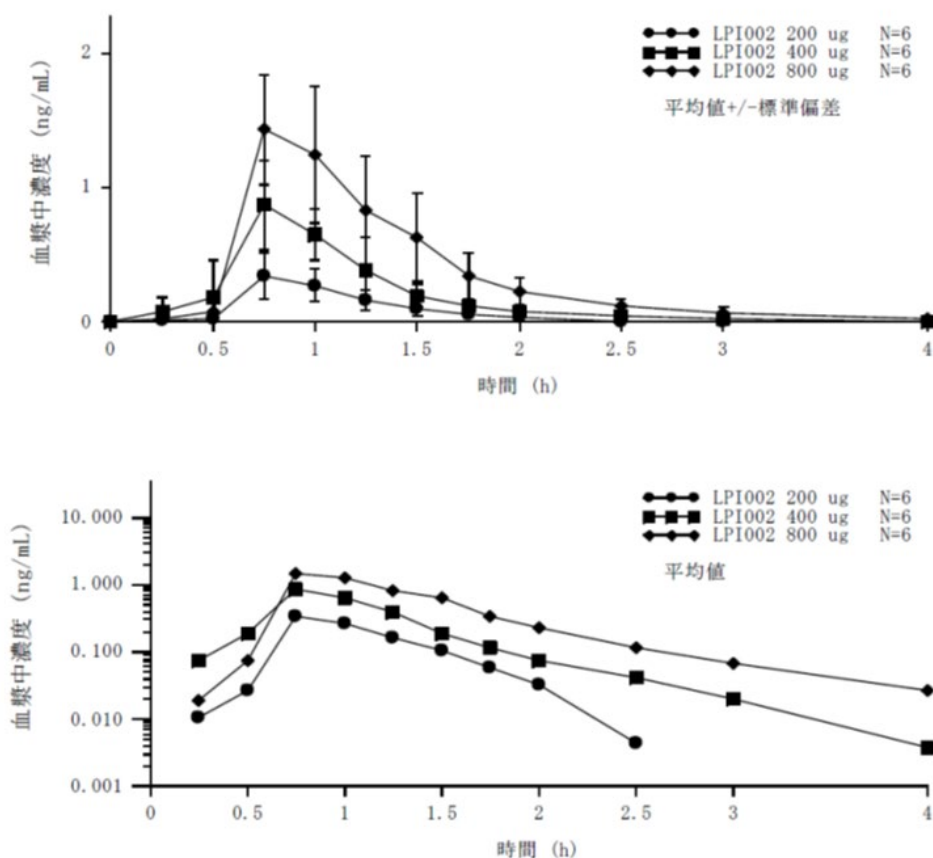 LPI002 200 ug N=6
LPI002 400 ug N=6
LPI002 800 ug N=6
平均値+/-標準偏差
血漿中濃度 (ng/mL)
2
1
0
0 0.5 1 1.5 2 2.5 3 4
時間 (h)
LPI002 200 ug N=6
LPI002 400 ug N=6
LPI002 800 ug N=6
平均値
血漿中濃度 (ng/mL)
10.000
1.000
0.100
0.010
0.001
0 0.5 1 1.5 2 2.5 3 4
時間 (h)